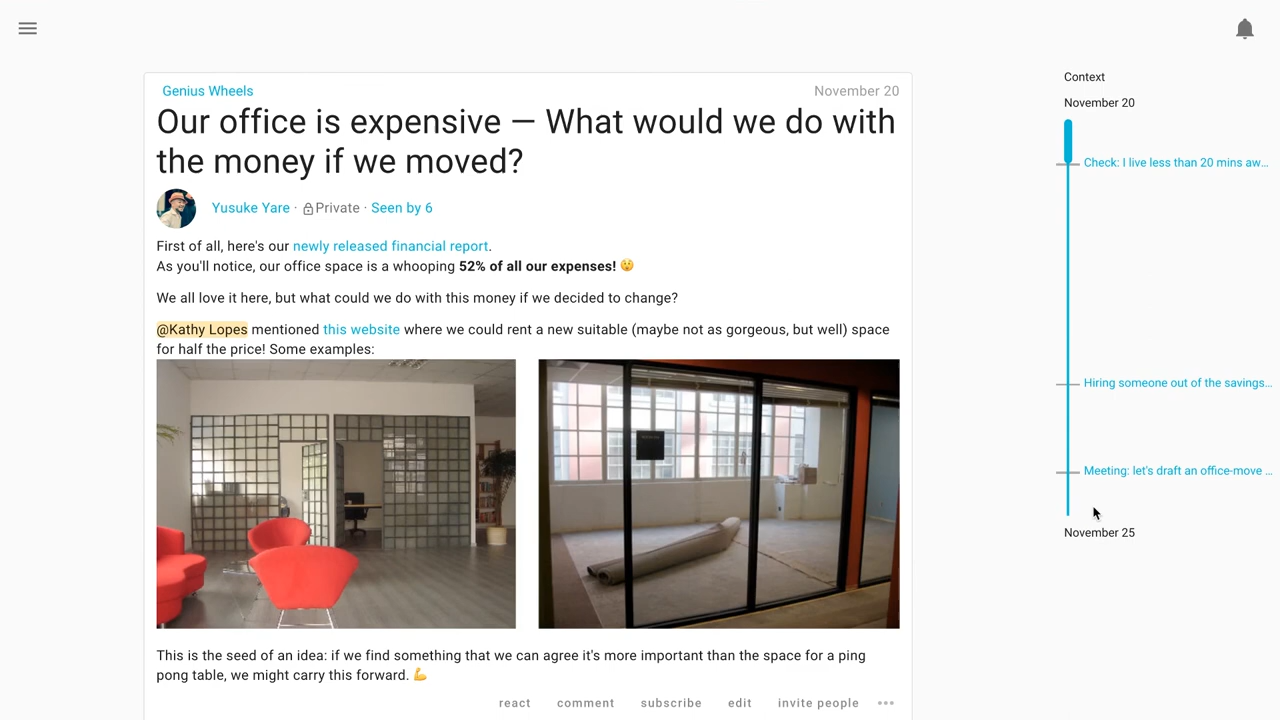 Genius Wheels
November 20
Our office is expensive — What would we do with
the money if we moved?
Yusuke Yare · Private · Seen by 6
First of all, here's our newly released financial report.
As you'll notice, our office space is a whooping 52% of all our expenses! 😯
We all love it here, but what could we do with this money if we decided to change?
@Kathy Lopes mentioned this website where we could rent a new suitable (maybe not as gorgeous, but well) space
for half the price! Some examples:
This is the seed of an idea: if we find something that we can agree it's more important than the space for a ping
pong table, we might carry this forward. 💪
react comment subscribe edit invite people
Context
November 20
Check: I live less than 20 mins aw…
Hiring someone out of the savings…
Meeting: let's draft an office-move …
November 25